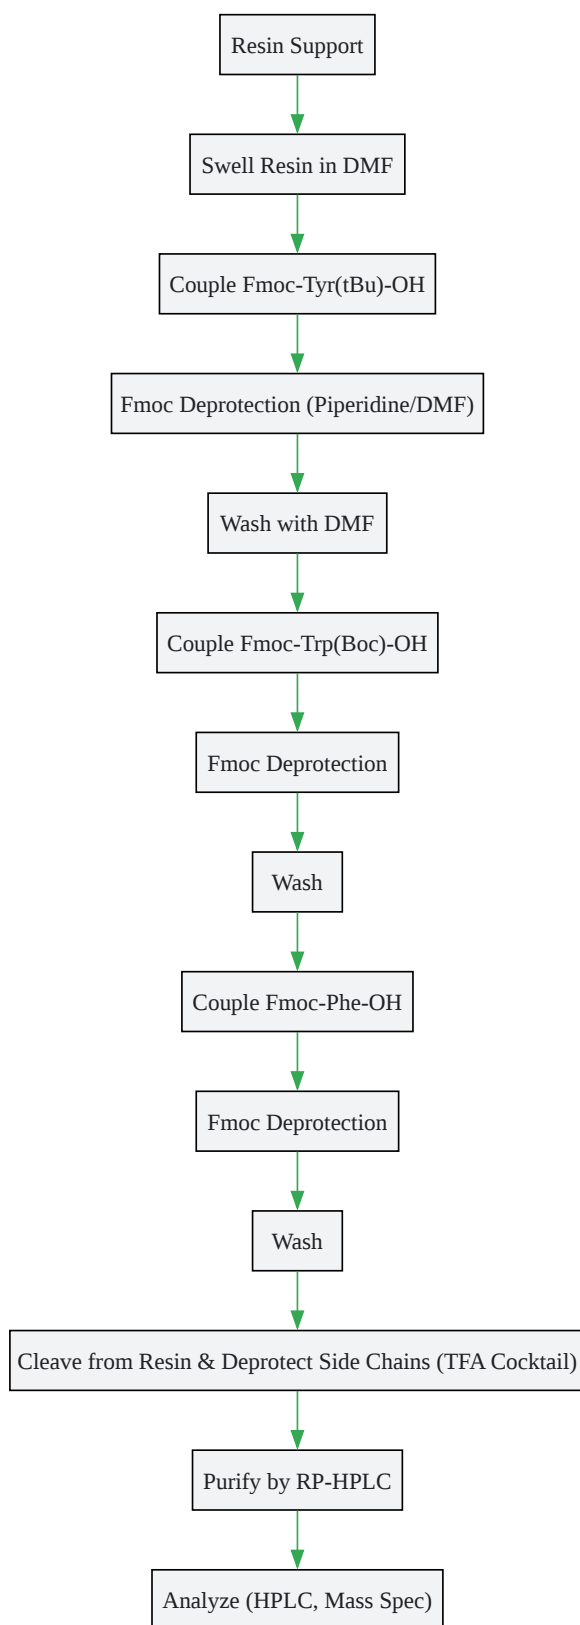 Resin Support
Swell Resin in DMF
Couple Fmoc-Tyr(tBu)-OH
Fmoc Deprotection (Piperidine/DMF)
Wash with DMF
Couple Fmoc-Trp(Boc)-OH
Fmoc Deprotection
Wash
Couple Fmoc-Phe-OH
Fmoc Deprotection
Wash
Cleave from Resin & Deprotect Side Chains (TFA Cocktail)
Purify by RP-HPLC
Analyze (HPLC, Mass Spec)